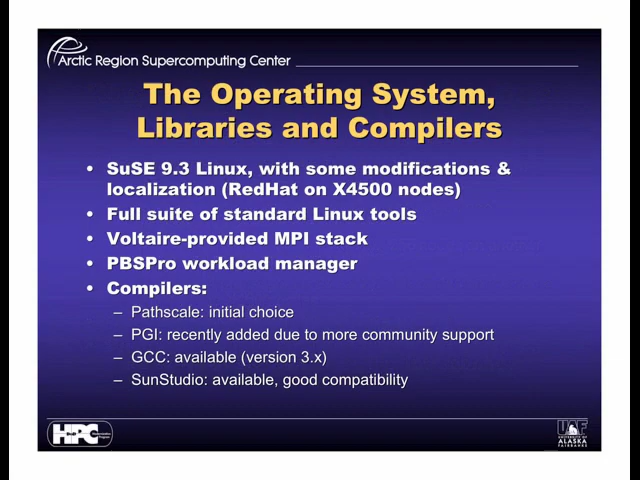 Arctic Region Supercomputing Center
The Operating System,
Libraries and Compilers
• SuSE 9.3 Linux, with some modifications &
localization (RedHat on X4500 nodes)
• Full suite of standard Linux tools
• Voltaire-provided MPI stack
• PBSPro workload manager
• Compilers:
– Pathscale: initial choice
– PGI: recently added due to more community support
– GCC: available (version 3.x)
– SunStudio: available, good compatibility
HPC
UAF
UNIVERSITY OF
ALASKA
FAIRBANKS